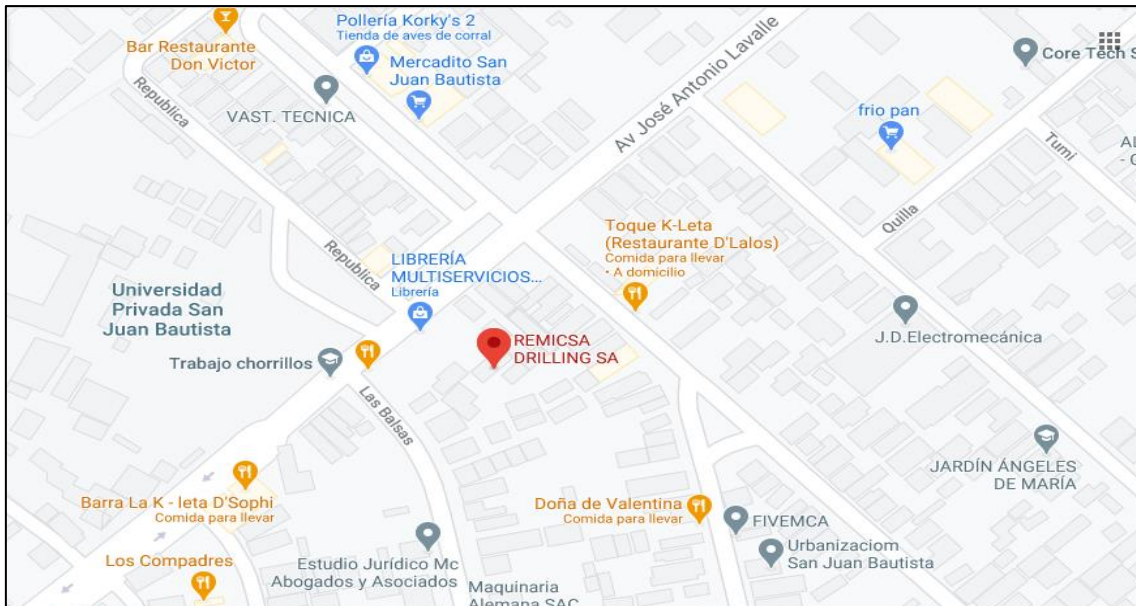 Pollería Korky's 2
Tienda de aves de corral
Bar Restaurante
Don Victor
Mercadito San
Juan Bautista
Republica
VAST. TECNICA
Av José Antonio Lavalle
Core Tech S
frio pan
Tumi
AL
- C
Quilla
Toque K-Leta
(Restaurante D'Lalos)
Comida para llevar
· A domicilio
Republica
LIBRERÍA
MULTISERVICIOS...
Librería
Universidad
Privada San
Juan Bautista
REMICSA
DRILLING SA
J.D.Electromecánica
Trabajo chorrillos
Las Balsas
JARDÍN ÁNGELES
DE MARÍA
Barra La K - leta D'Sophi
Comida para llevar
Doña de Valentina
Comida para llevar
FIVEMCA
Urbanizaciom
San Juan Bautista
Los Compadres
Estudio Jurídico Mc
Abogados y Asociados
Maquinaria
Alemana SAC